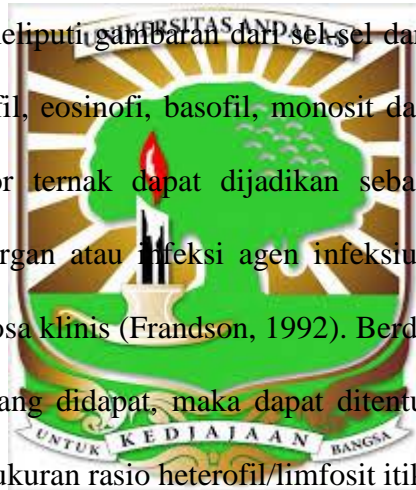 UNIVERSITAS ANDALAS
meliputi gambaran dari sel-sel dar
fil, eosinofi, basofil, monosit da
or ternak dapat dijadikan seba
rgan atau infeksi agen infeksiu
osa klinis (Frandson, 1992). Berd
ang didapat, maka dapat ditentu
UNTUK KEDJAJAAN BANGSA
ukuran rasio heterofil/limfosit